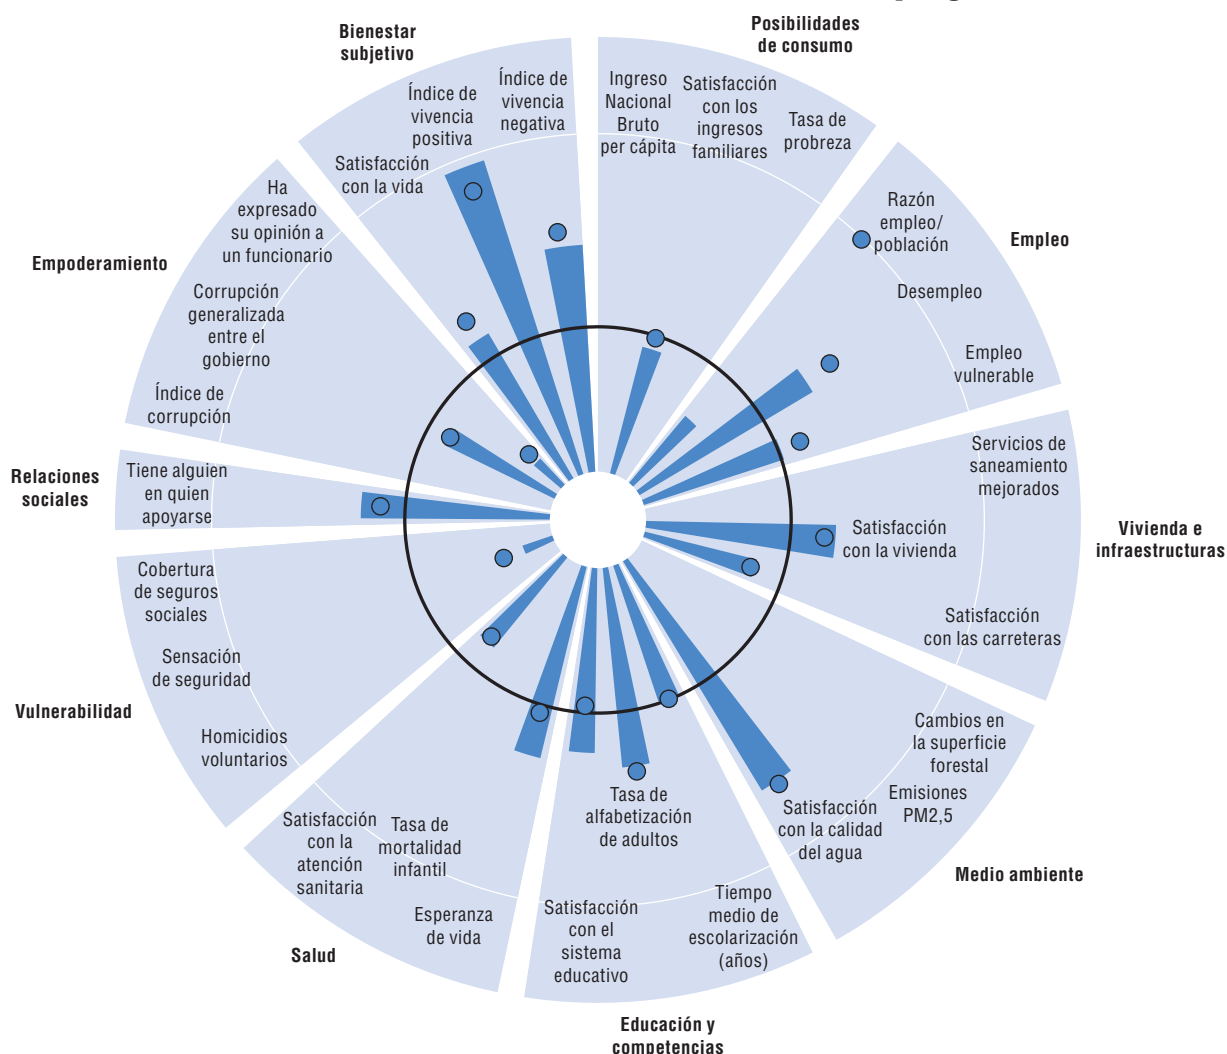 Bienestar
subjetivo
Índice de
vivencia
negativa
Índice de
vivencia
positiva
Satisfacción
con la vida
Posibilidades
de consumo
Ingreso
Nacional
Bruto
per cápita
Satisfacción
con los
ingresos
familiares
Tasa de
probreza
Empleo
Razón
empleo/
población
Desempleo
Empleo
vulnerable
Vivienda e
infraestructuras
Servicios de
saneamiento
mejorados
Satisfacción
con la vivienda
Satisfacción
con las carreteras
Medio ambiente
Cambios en
la superficie
forestal
Emisiones
PM2,5
Satisfacción
con la calidad
del agua
Educación y
competencias
Tiempo
medio de
escolarización
(años)
Tasa de
alfabetización
de adultos
Satisfacción
con el
sistema
educativo
Salud
Esperanza
de vida
Tasa de
mortalidad
infantil
Satisfacción
con la
atención
sanitaria
Vulnerabilidad
Homicidios
voluntarios
Sensación
de seguridad
Cobertura
de seguros
sociales
Relaciones
sociales
Tiene alguien
en quien
apoyarse
Empoderamiento
Índice de
corrupción
Corrupción
generalizada
entre el
gobierno
Ha
expresado
su opinión a
un funcionario